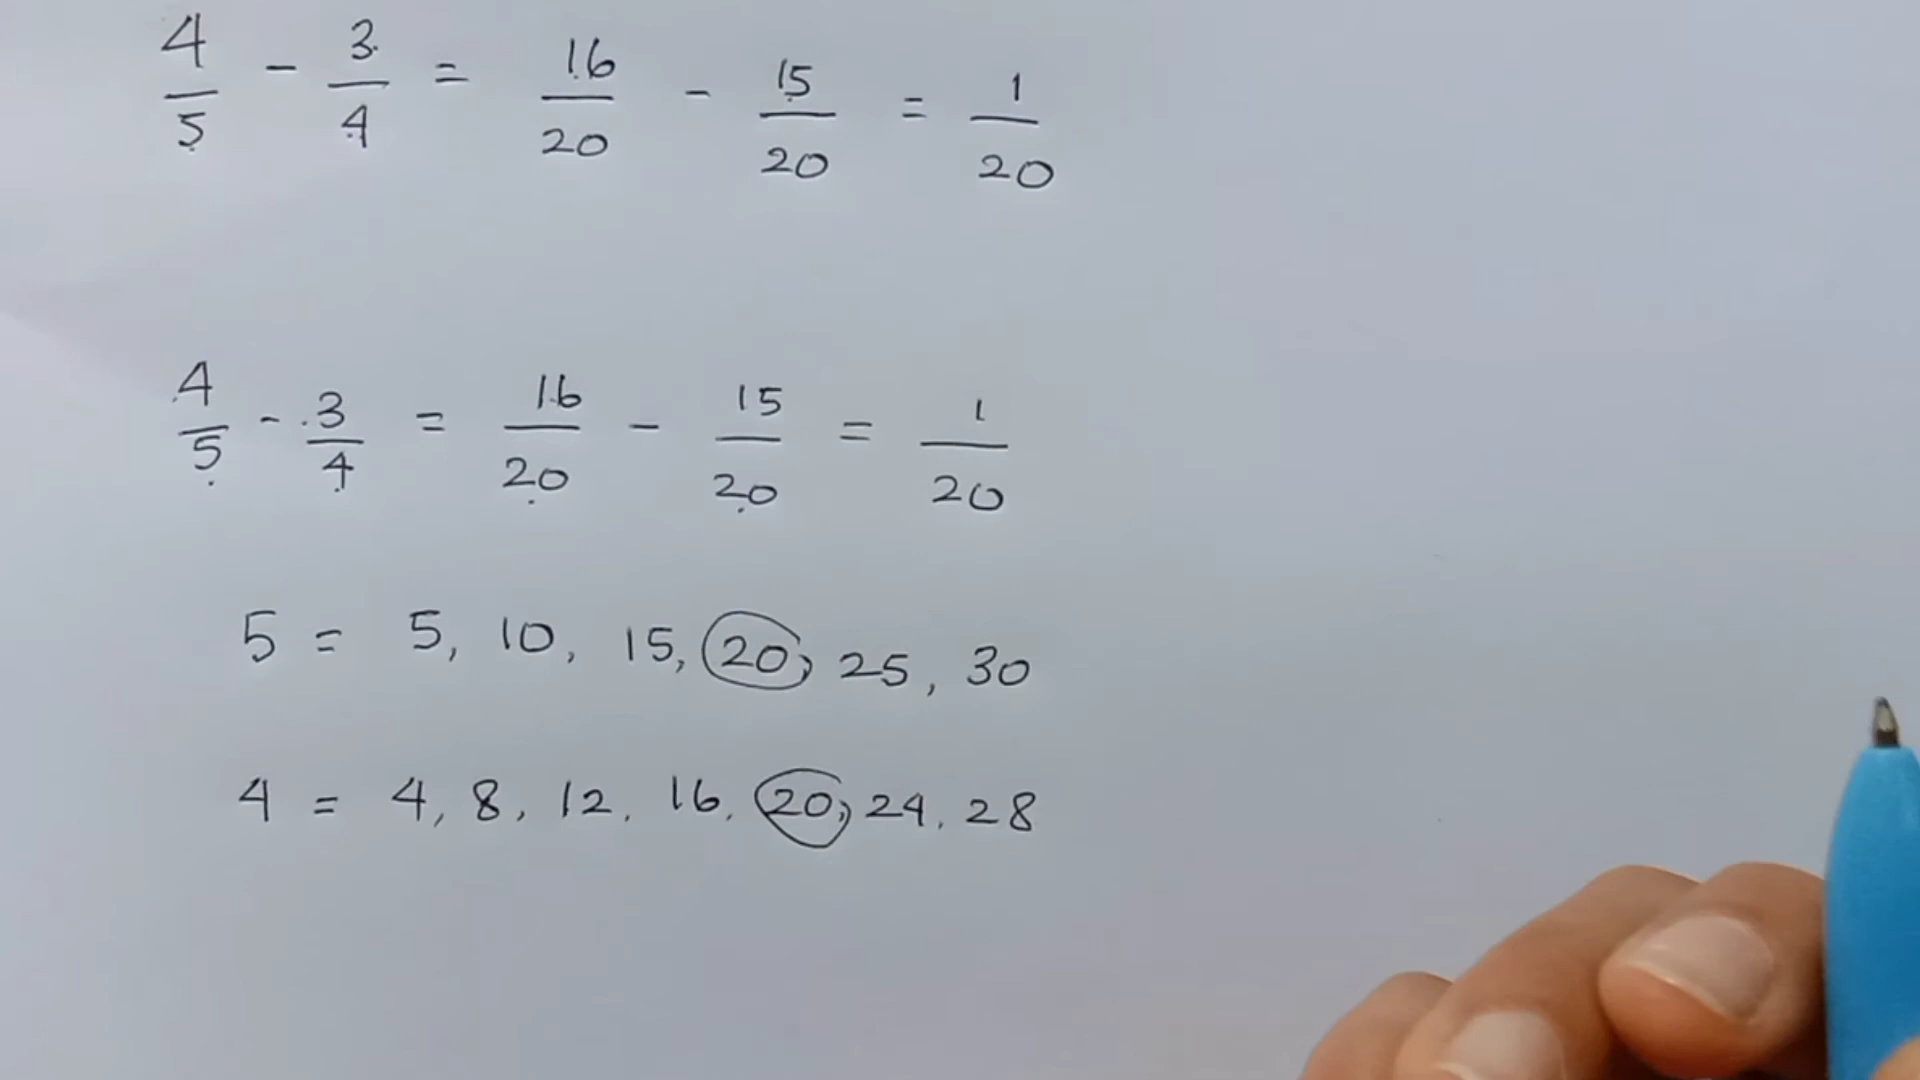 4/5 - 3/4 = 16/20 - 15/20 = 1/20
4/5 - 3/4 = 16/20 - 15/20 = 1/20
5 = 5, 10, 15, 20, 25, 30
4 = 4, 8, 12, 16, 20, 24, 28